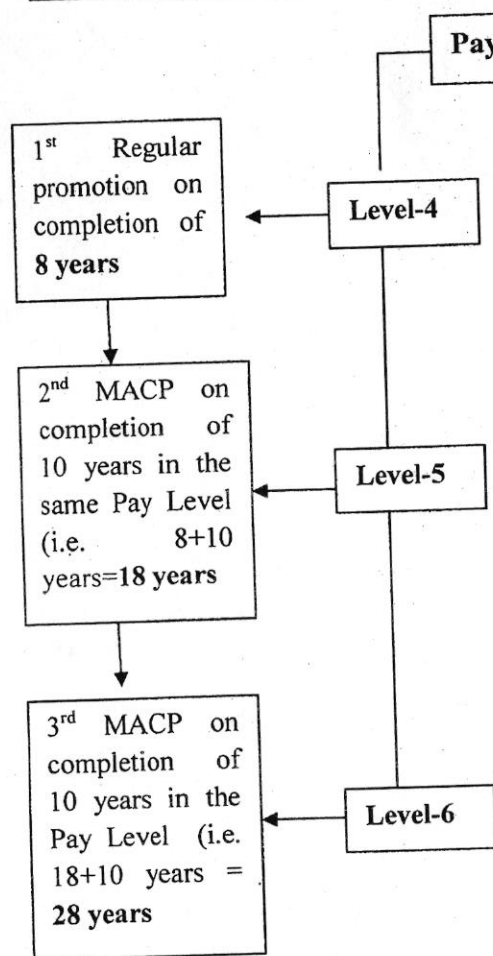 Pay
1st Regular
promotion on
completion of
8 years
Level-4
2nd MACP on
completion of
10 years in the
same Pay Level
(i.e. 8+10
years=18 years
Level-5
3rd MACP on
completion of
10 years in the
Pay Level (i.e.
18+10 years =
28 years
Level-6